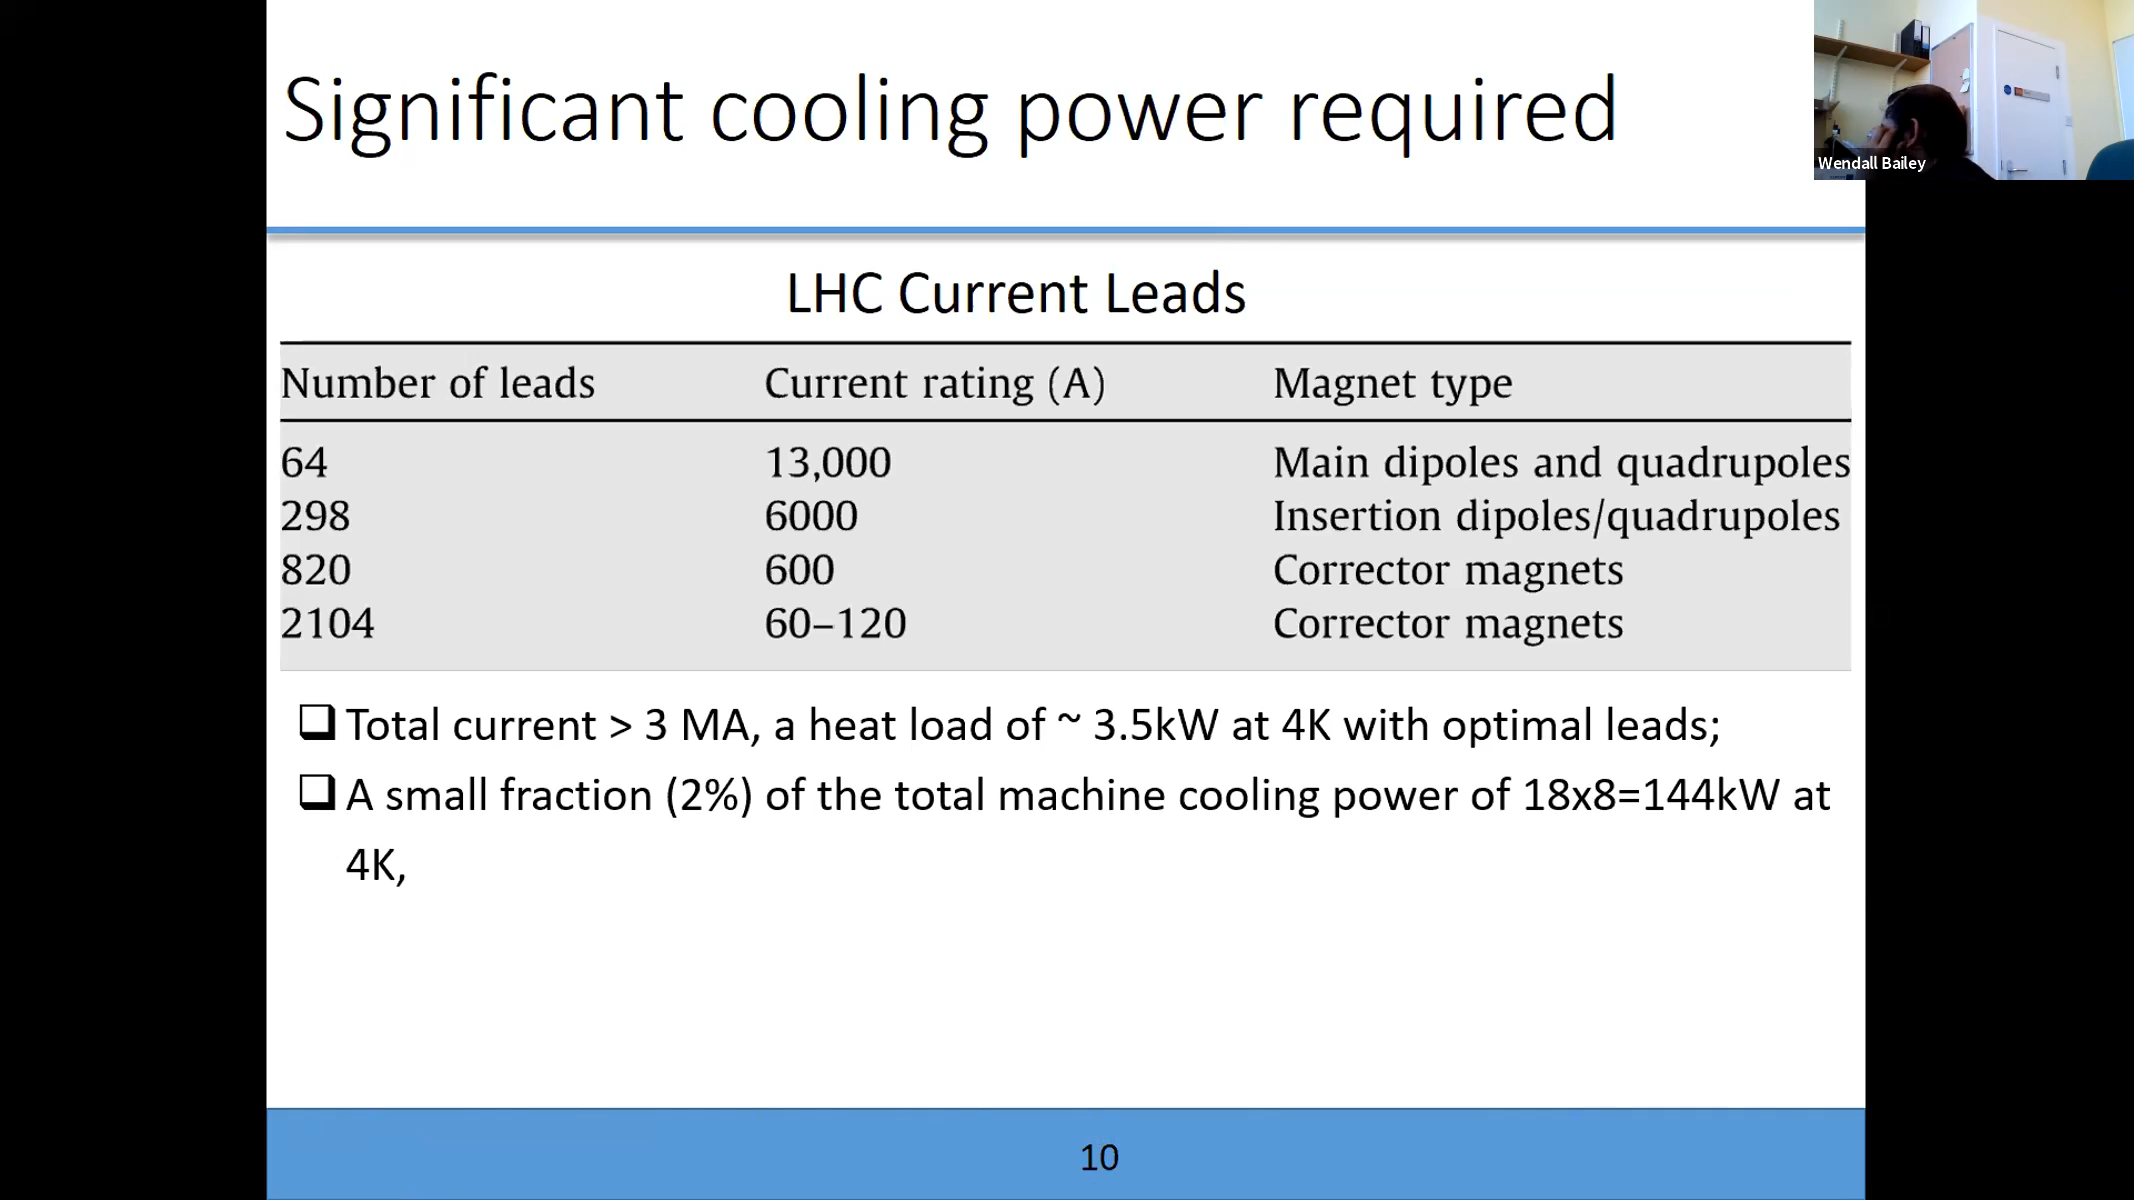 Significant cooling power required
Wendall Bailey
LHC Current Leads
Number of leads Current rating (A) Magnet type
64 13,000 Main dipoles and quadrupoles
298 6000 Insertion dipoles/quadrupoles
820 600 Corrector magnets
2104 60–120 Corrector magnets
❑ Total current > 3 MA, a heat load of ~ 3.5kW at 4K with optimal leads;
❑ A small fraction (2%) of the total machine cooling power of 18x8=144kW at
4K,
10